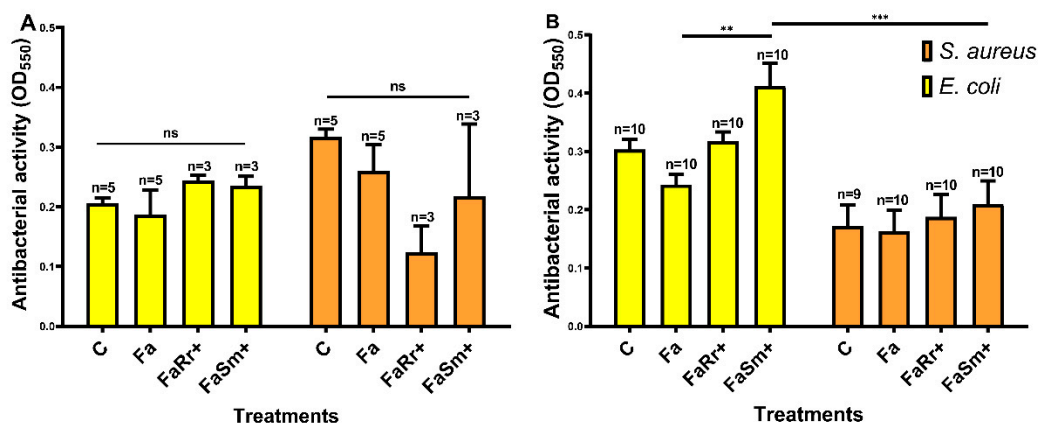 A
Antibacterial activity (OD550)
0.5
0.4
0.3
0.2
0.1
0.0
ns
n=5
n=5
n=3
n=3
ns
n=5
n=5
n=3
n=3
C
Fa
FaRr+
FaSm+
C
Fa
FaRr+
FaSm+
Treatments
B
Antibacterial activity (OD550)
0.5
0.4
0.3
0.2
0.1
0.0
**
***
n=10
n=10
n=10
n=10
n=9
n=10
n=10
n=10
S. aureus
E. coli
C
Fa
FaRr+
FaSm+
C
Fa
FaRr+
FaSm+
Treatments